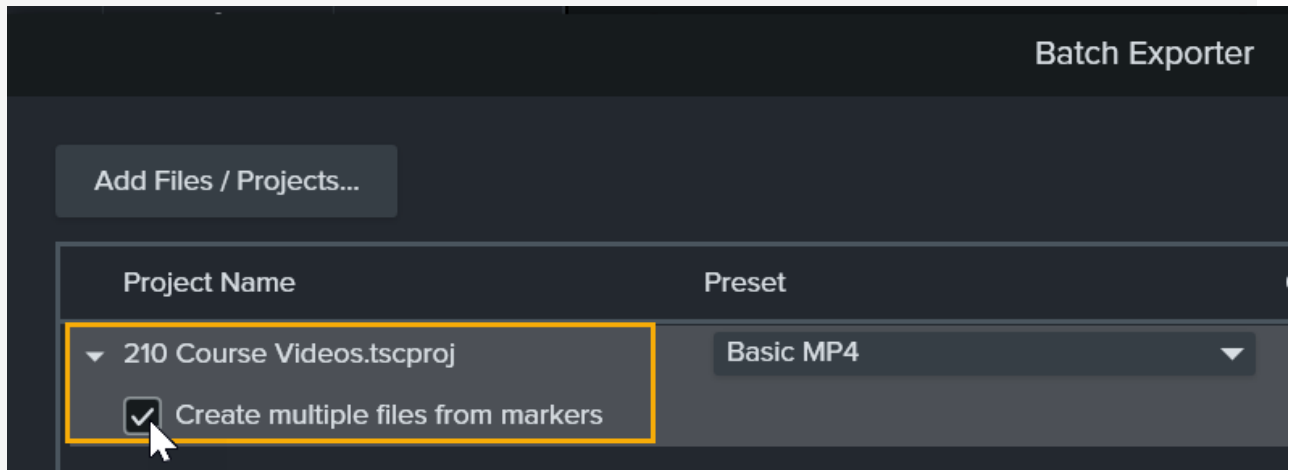 Batch Exporter
Add Files / Projects...
Project Name Preset
210 Course Videos.tscproj Basic MP4
Create multiple files from markers